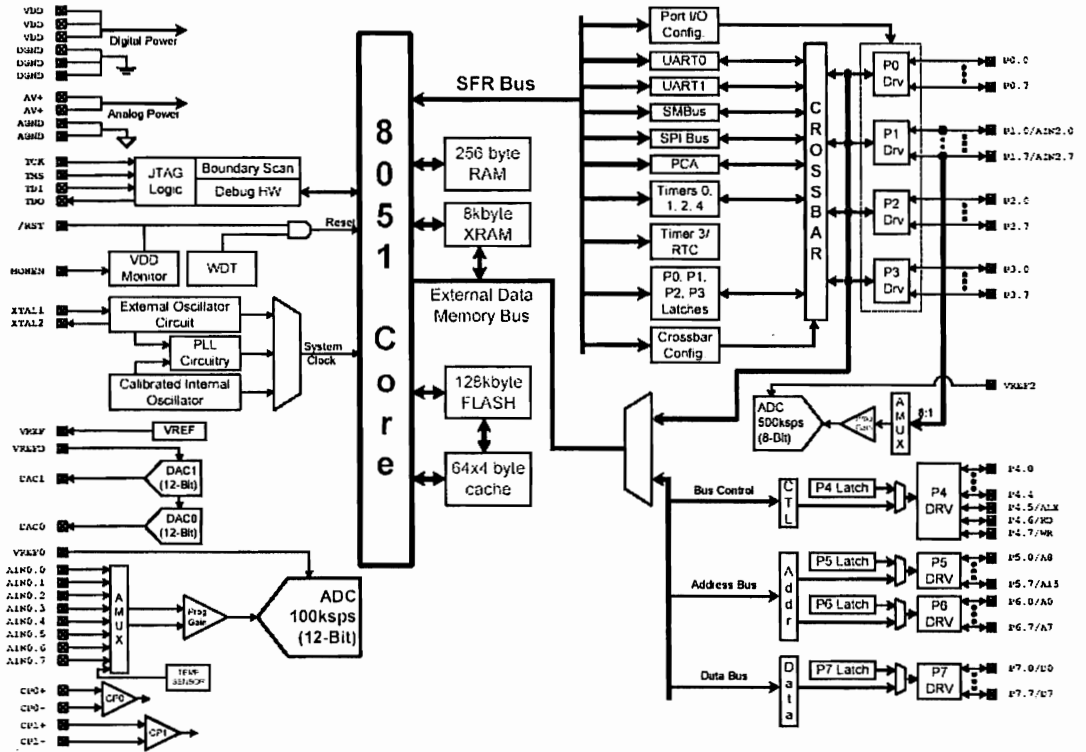 VDD
VDD
VDD
Digital Power
DGND
DGND
DGND
AV+
AV+
Analog Power
AGND
AGND
TCK
TMS
TDI
TDO
JTAG
Logic
Boundary Scan
Debug HW
/RST
Reset
MONEN
VDD
Monitor
WDT
XTAL1
XTAL2
External Oscillator
Circuit
PLL
Circuitry
Calibrated Internal
Oscillator
System
Clock
VREF
VREF
VREFD
DAC1
DAC1
(12-Bit)
DAC0
DAC0
(12-Bit)
VREF0
AIN0.0
AIN0.1
AIN0.2
AIN0.3
AIN0.4
AIN0.5
AIN0.6
AIN0.7
AMUX
Prog
Gain
ADC
100ksps
(12-Bit)
TEMP
SENSOR
CP0+
CP0-
CP0
CP1+
CP1-
CP1
8051 Core
SFR Bus
256 byte
RAM
8kbyte
XRAM
External Data
Memory Bus
128kbyte
FLASH
64x4 byte
cache
Port I/O
Config.
UART0
UART1
SMBus
SPI Bus
PCA
Timers 0,
1, 2, 4
Timer 3/
RTC
P0, P1,
P2, P3
Latches
Crossbar
Config.
CROSSBAR
P0
Drv
P1
Drv
P2
Drv
P3
Drv
P0.0
P0.7
P1.0/AIN2.0
P1.7/AIN2.7
P2.0
P2.7
P3.0
P3.7
VREF2
ADC
500ksps
(8-Bit)
AMUX
8:1
Bus Control
CTL
P4 Latch
P4
DRV
P4.0
P4.4
P4.5/ALE
P4.6/RD
P4.7/WR
Address Bus
Addr
P5 Latch
P5
DRV
P5.0/A8
P5.7/A15
P6 Latch
P6
DRV
P6.0/A0
P6.7/A7
Data Bus
Data
P7 Latch
P7
DRV
P7.0/D0
P7.7/D7